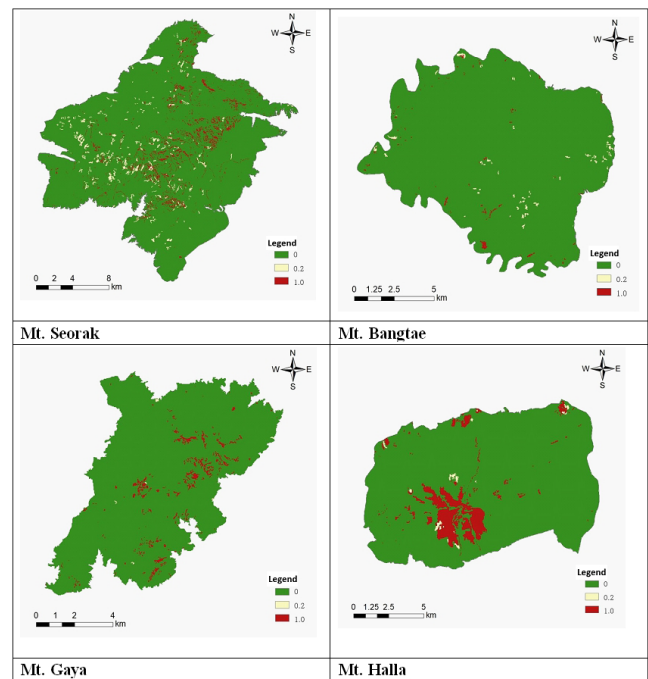 N
W E
S
Legend
0
0.2
1.0
0 2 4 8
km
Mt. Seorak
N
W E
S
Legend
0
0.2
1.0
0 1.25 2.5 5
km
Mt. Bangtae
N
W E
S
Legend
0
0.2
1.0
0 1 2 4
km
Mt. Gaya
N
W E
S
Legend
0
0.2
1.0
0 1.25 2.5 5
km
Mt. Halla